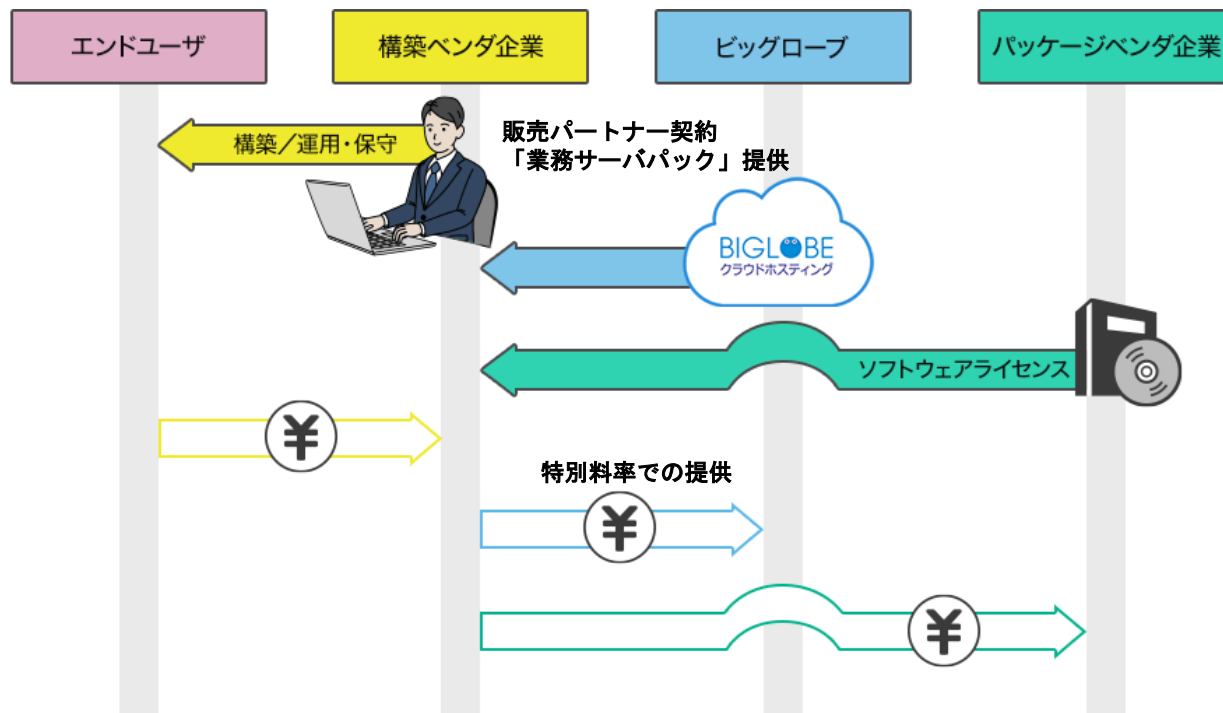 エンドユーザ
構築ベンダ企業
ビッグローブ
パッケージベンダ企業
構築／運用・保守
販売パートナー契約
「業務サーバパック」提供
BIGLOBE
クラウドホスティング
ソフトウェアライセンス
¥
特別料率での提供
¥
¥